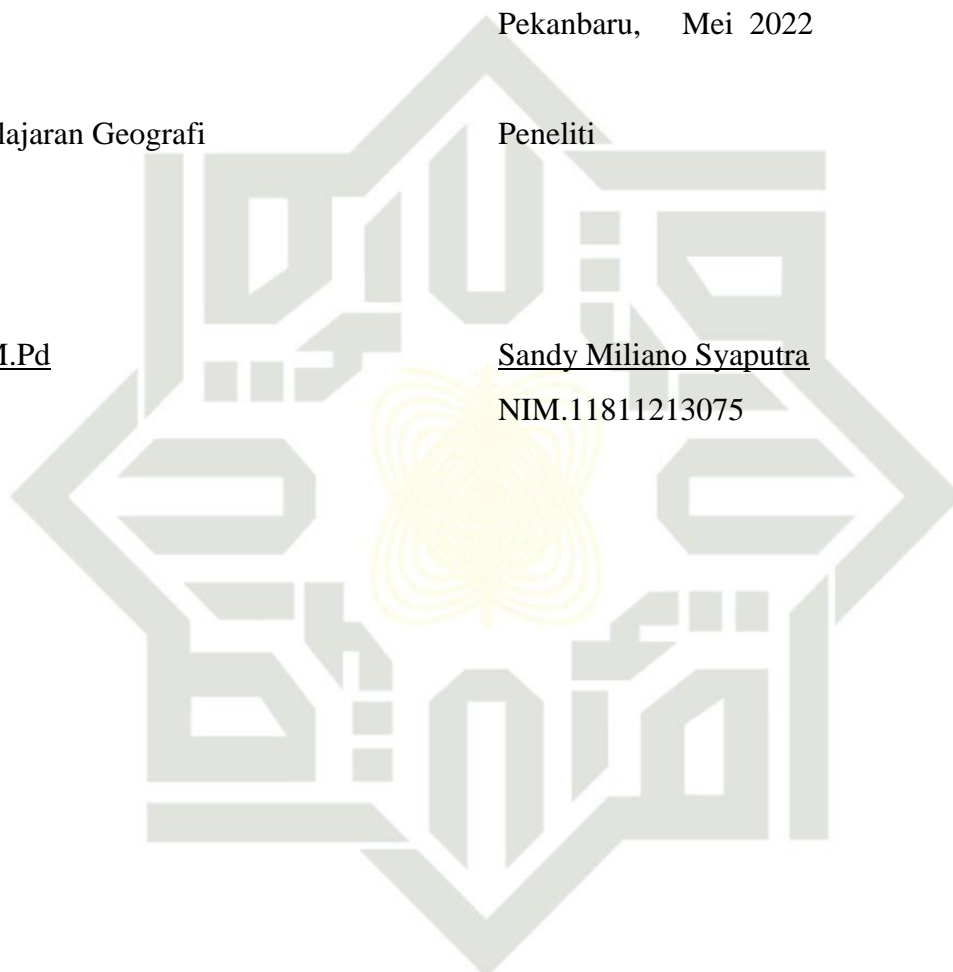 Pekanbaru, Mei 2022
lajaran Geografi Peneliti
M.Pd Sandy Miliano Syaputra
NIM.11811213075